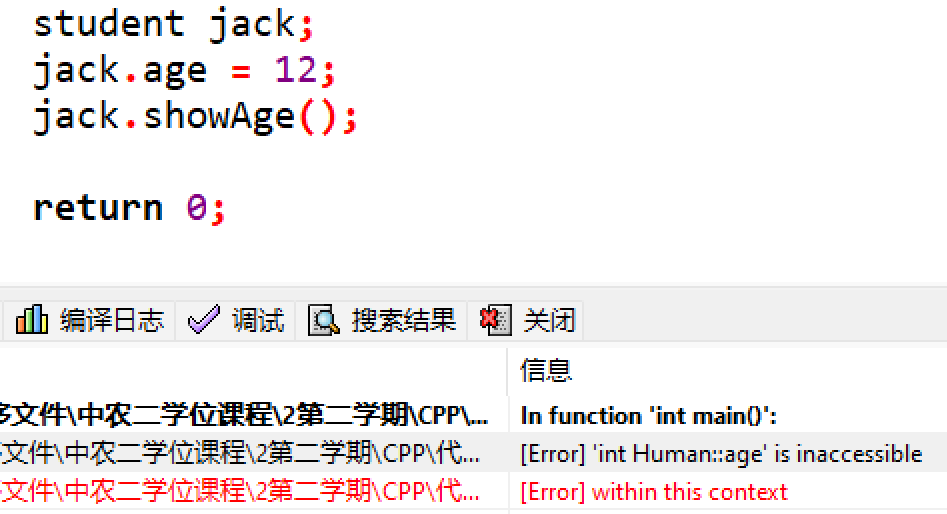 student jack;
jack.age = 12;
jack.showAge();
return 0;
编译日志 调试 搜索结果 关闭
信息
文件\中农二学位课程\2第二学期\CPP\... In function 'int main()':
文件\中农二学位课程\2第二学期\CPP\代... [Error] 'int Human::age' is inaccessible
文件\中农二学位课程\2第二学期\CPP\代... [Error] within this context